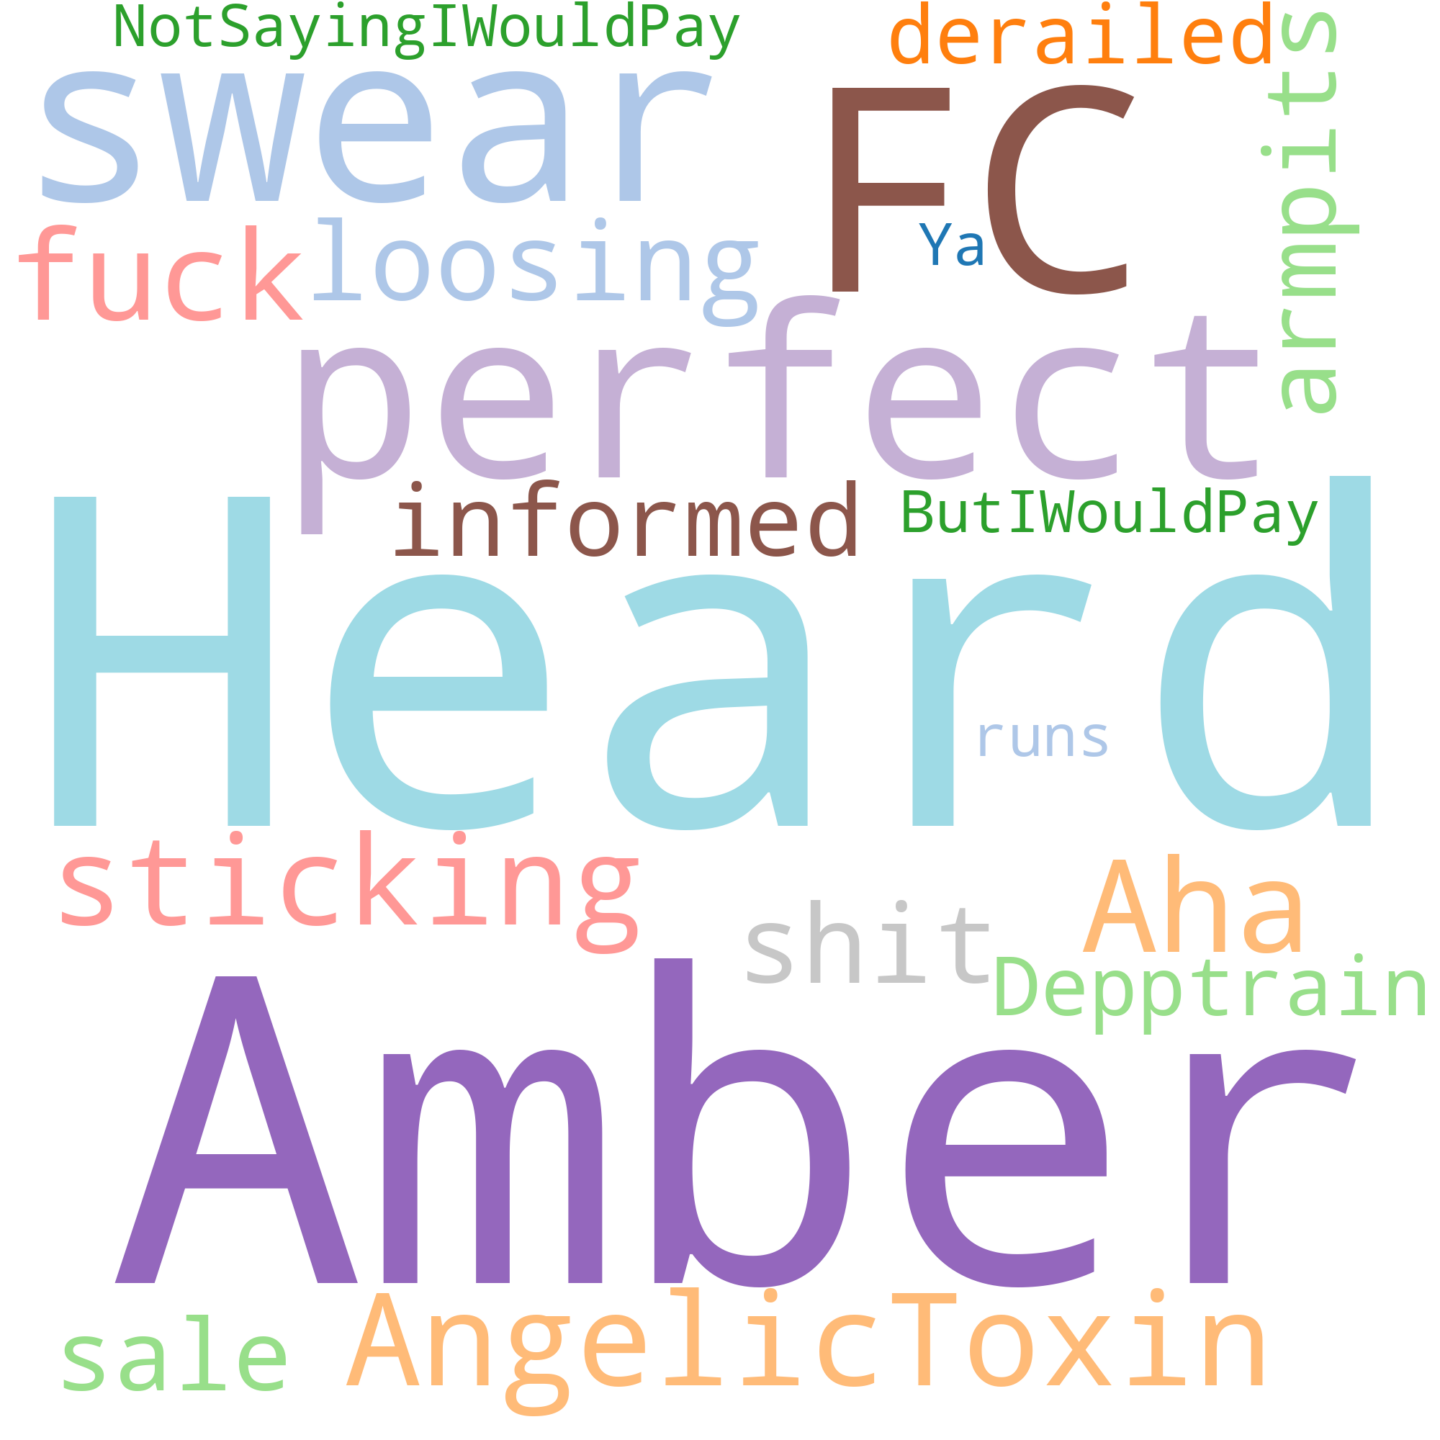 NotSayingIWouldPay
derailed
swear
FC
armpits
fuck
loosing
Ya
perfect
informed
ButIWouldPay
Heard
runs
sticking
shit
Aha
Depptrain
Amber
sale
AngelicToxin